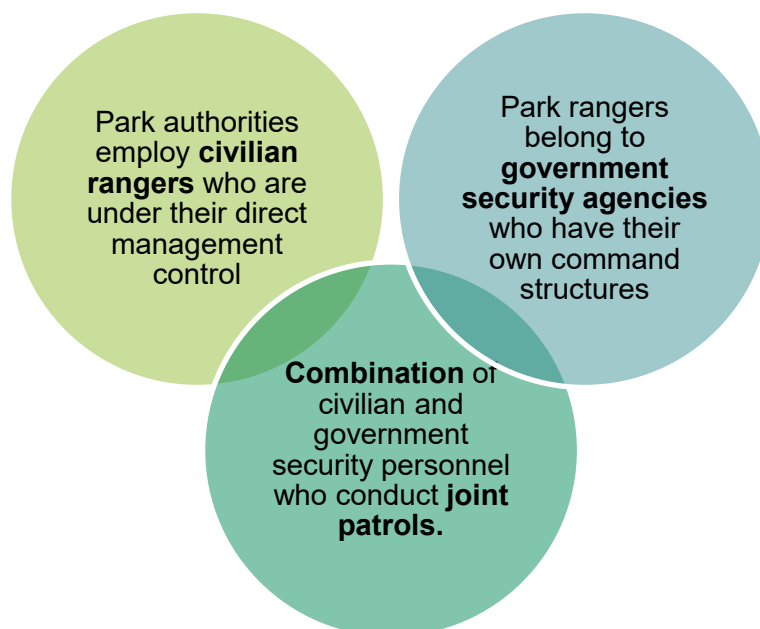 Park authorities
employ civilian
rangers who are
under their direct
management
control
Park rangers
belong to
government
security agencies
who have their
own command
structures
Combination of
civilian and
government
security personnel
who conduct joint
patrols.